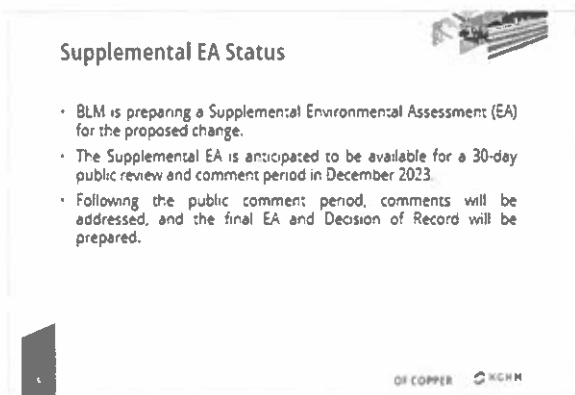 Supplemental EA Status
• BLM is preparing a Supplemental Environmental Assessment (EA)
for the proposed change.
• The Supplemental EA is anticipated to be available for a 30-day
public review and comment period in December 2023.
• Following the public comment period, comments will be
addressed, and the final EA and Decision of Record will be
prepared.
OF COPPER KGHM